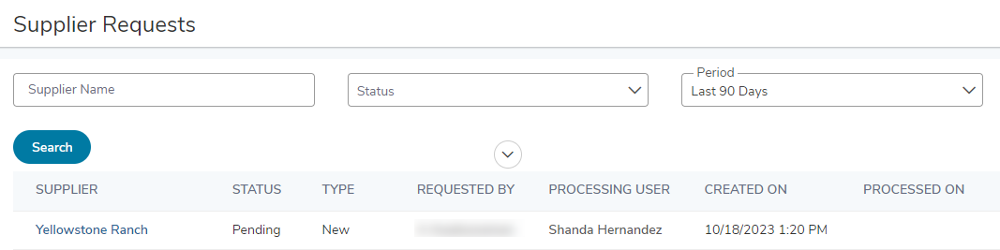 Supplier Requests
Period
Supplier Name Status Last 90 Days
Search
SUPPLIER STATUS TYPE REQUESTED BY PROCESSING USER CREATED ON PROCESSED ON
Yellowstone Ranch Pending New Shanda Hernandez 10/18/2023 1:20 PM